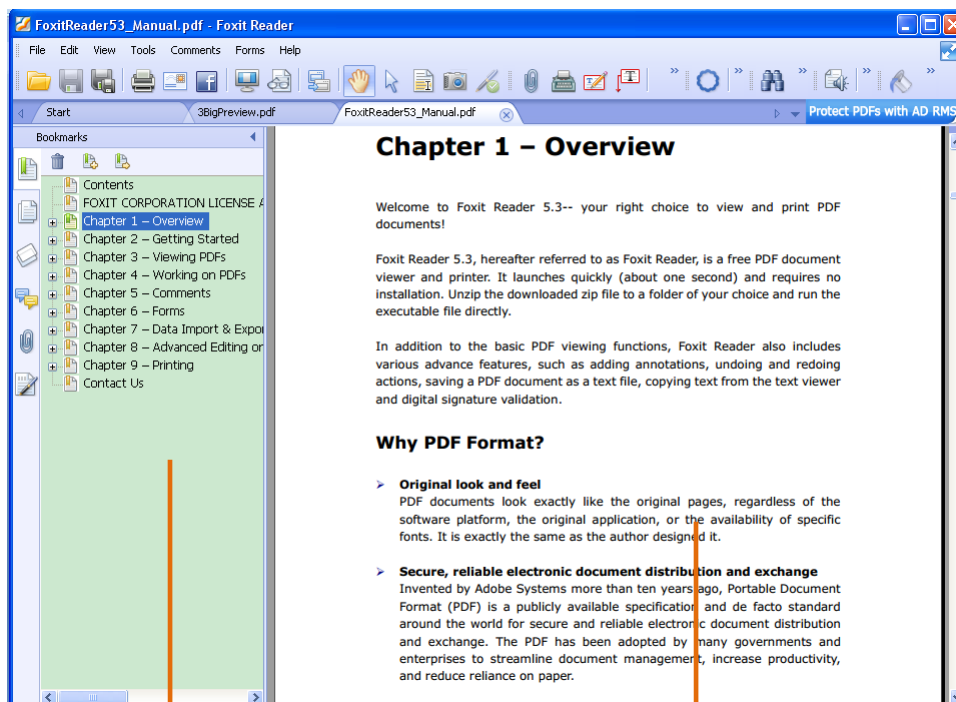 FoxitReader53_Manual.pdf - Foxit Reader
File Edit View Tools Comments Forms Help
Start 3BigPreview.pdf FoxitReader53_Manual.pdf Protect PDFs with AD RMS
Bookmarks
Contents
FOXIT CORPORATION LICENSE A
Chapter 1 – Overview
Chapter 2 – Getting Started
Chapter 3 – Viewing PDFs
Chapter 4 – Working on PDFs
Chapter 5 – Comments
Chapter 6 – Forms
Chapter 7 – Data Import & Expor
Chapter 8 – Advanced Editing on
Chapter 9 – Printing
Contact Us
Chapter 1 – Overview
Welcome to Foxit Reader 5.3-- your right choice to view and print PDF
documents!
Foxit Reader 5.3, hereafter referred to as Foxit Reader, is a free PDF document
viewer and printer. It launches quickly (about one second) and requires no
installation. Unzip the downloaded zip file to a folder of your choice and run the
executable file directly.
In addition to the basic PDF viewing functions, Foxit Reader also includes
various advance features, such as adding annotations, undoing and redoing
actions, saving a PDF document as a text file, copying text from the text viewer
and digital signature validation.
Why PDF Format?
Original look and feel
PDF documents look exactly like the original pages, regardless of the
software platform, the original application, or the availability of specific
fonts. It is exactly the same as the author designed it.
Secure, reliable electronic document distribution and exchange
Invented by Adobe Systems more than ten years ago, Portable Document
Format (PDF) is a publicly available specification and de facto standard
around the world for secure and reliable electronic document distribution
and exchange. The PDF has been adopted by many governments and
enterprises to streamline document management, increase productivity,
and reduce reliance on paper.